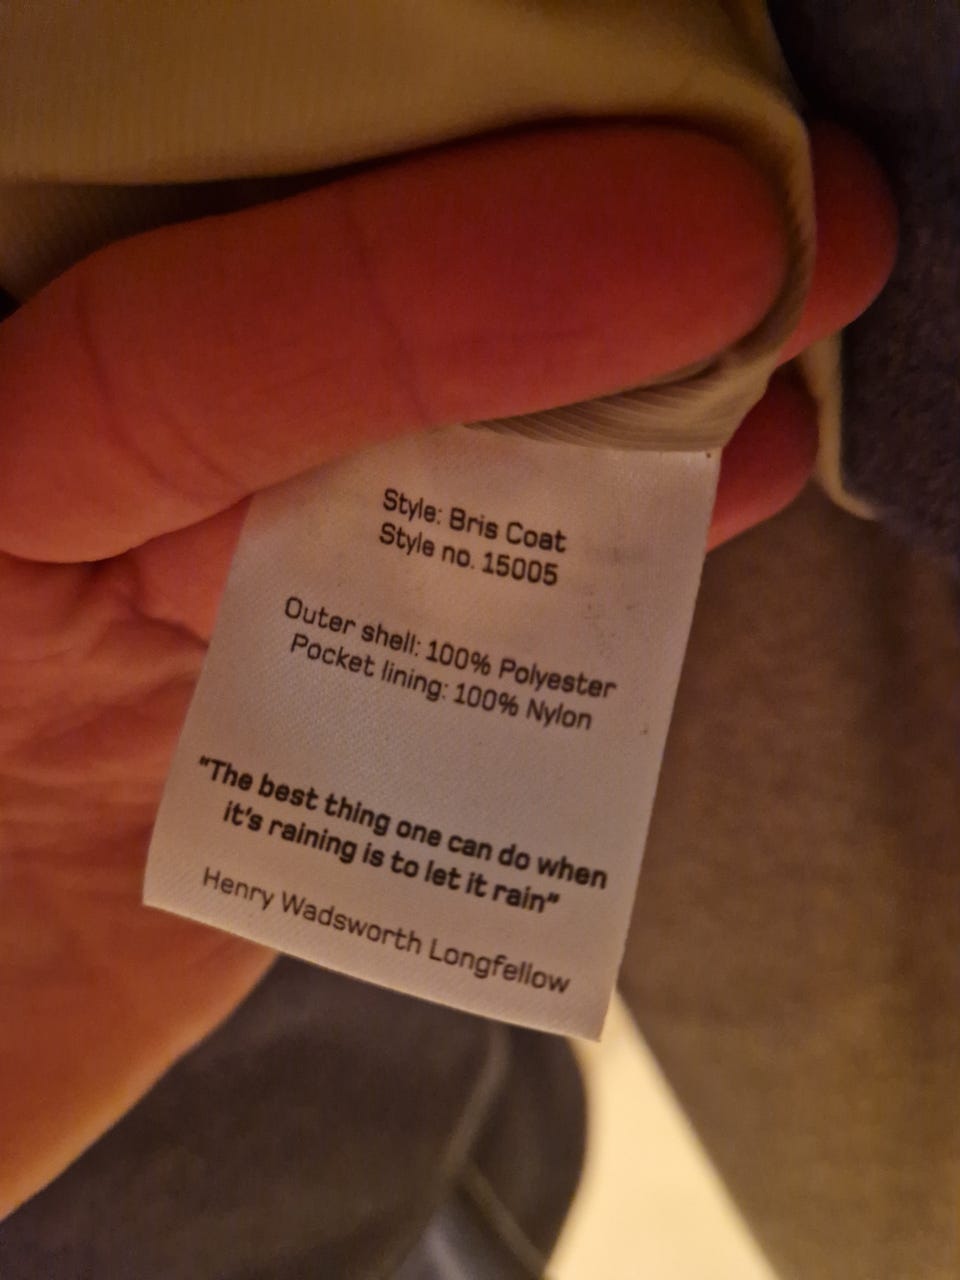 Style: Bris Coat
Style no. 15005
Outer shell: 100% Polyester
Pocket lining: 100% Nylon
"The best thing one can do when
it's raining is to let it rain"
Henry Wadsworth Longfellow